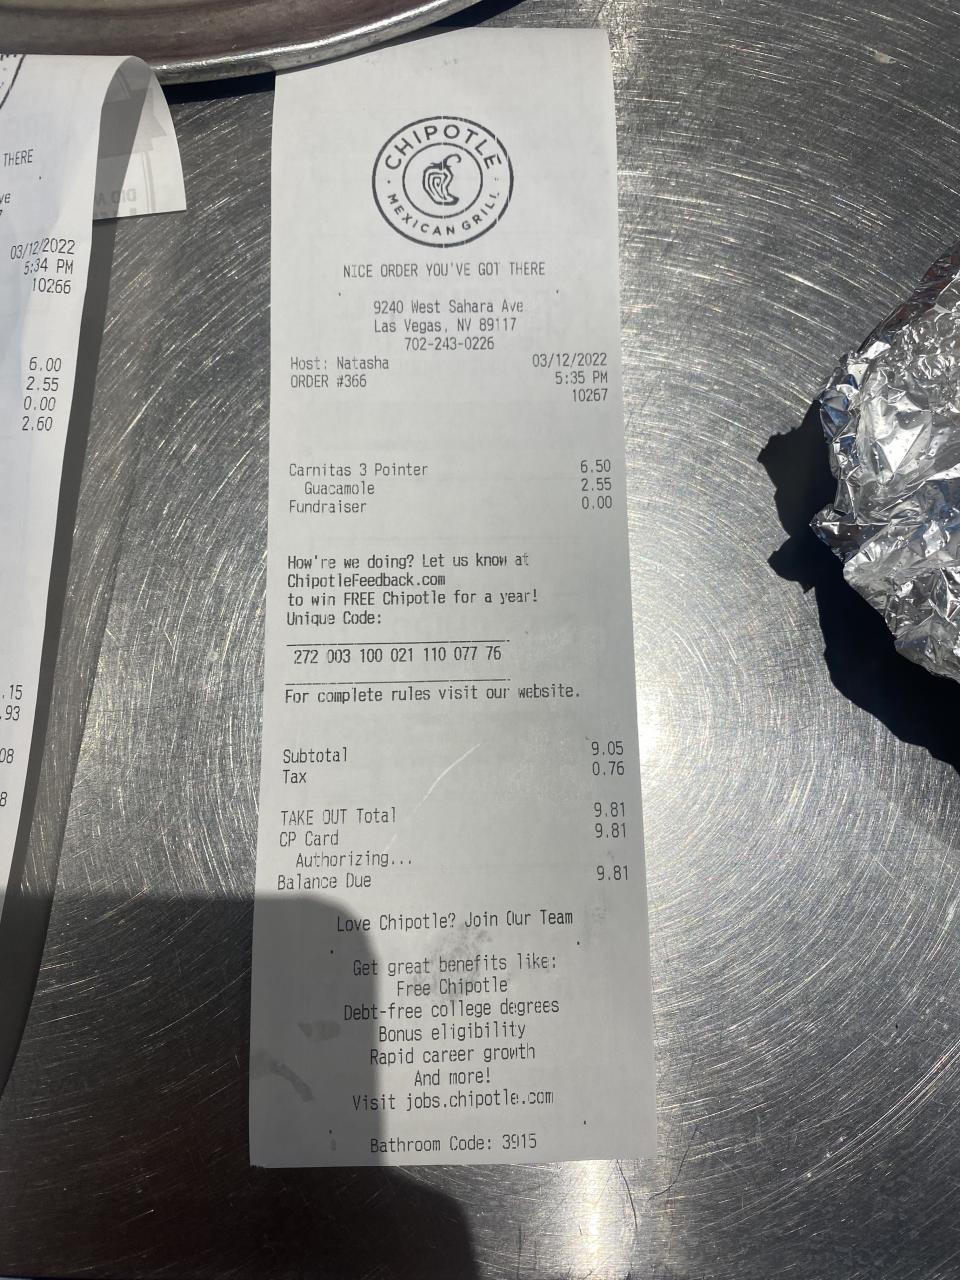 THERE
03/12/2022
5:34 PM
10266
6.00
2.55
0.00
2.60
.15
.93
08
8
CHIPOTLE
MEXICAN GRILL
NICE ORDER YOU'VE GOT THERE
9240 West Sahara Ave
Las Vegas, NV 89117
702-243-0226
Host: Natasha 03/12/2022
ORDER #366 5:35 PM
10267
Carnitas 3 Pointer 6.50
Guacamole 2.55
Fundraiser 0.00
How're we doing? Let us know at
ChipotleFeedback.com
to win FREE Chipotle for a year!
Unique Code:
272 003 100 021 110 077 76
For complete rules visit our website.
Subtotal 9.05
Tax 0.76
TAKE OUT Total 9.81
CP Card 9.81
Authorizing...
Balance Due 9.81
Love Chipotle? Join Our Team
Get great benefits like:
Free Chipotle
Debt-free college degrees
Bonus eligibility
Rapid career growth
And more!
Visit jobs.chipotle.com
Bathroom Code: 3915